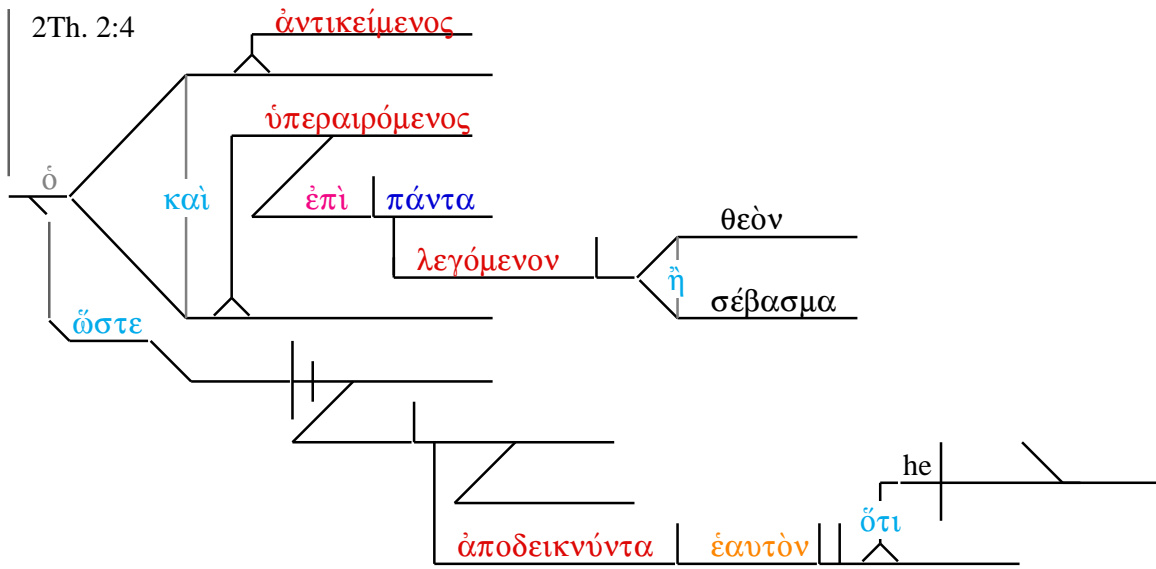 2Th. 2:4
ἀντικείμενος
ὑπεραιρόμενος
ὁ
καὶ
ἐπὶ πάντα
θεὸν
λεγόμενον
ἢ
σέβασμα
ὥστε
he
ὅτι
ἀποδεικνύντα ἑαυτὸν